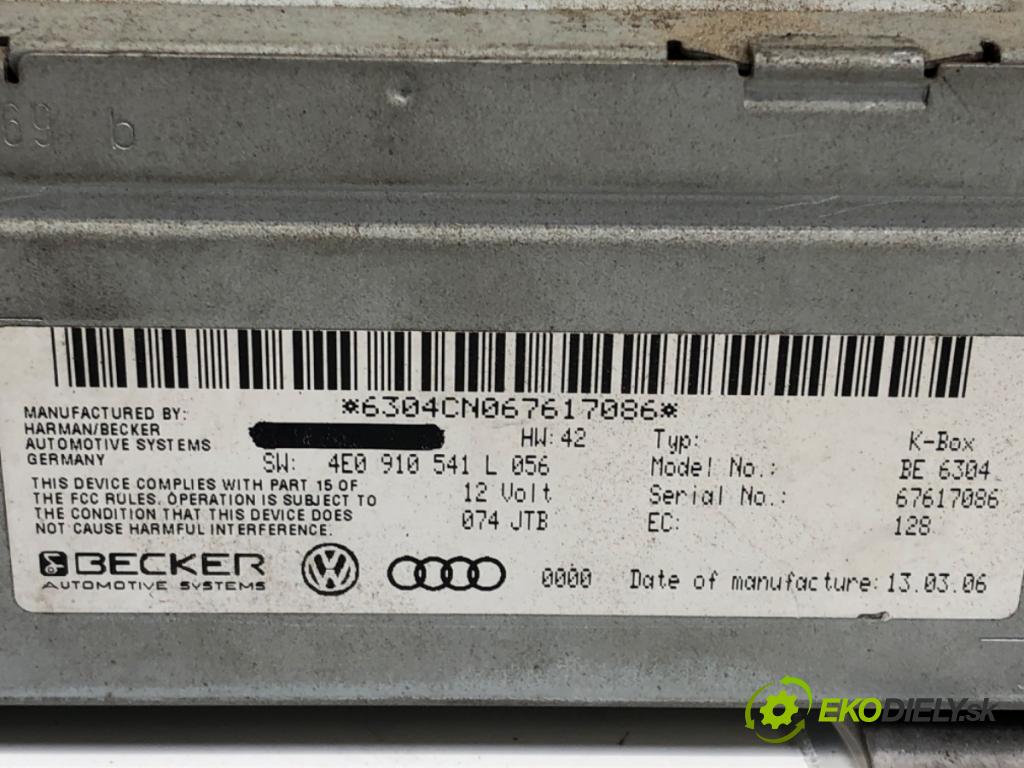 69 b
*6304CN067617086*
MANUFACTURED BY:
HARMAN/BECKER
AUTOMOTIVE SYSTEMS
GERMANY
HW: 42
SW: 4E0 910 541 L 056
THIS DEVICE COMPLIES WITH PART 15 OF
THE FCC RULES. OPERATION IS SUBJECT TO
THE CONDITION THAT THIS DEVICE DOES
NOT CAUSE HARMFUL INTERFERENCE.
12 Volt
074 JTB
Typ: K-Box
Model No.: BE 6304
Serial No.: 67617086
EC: 128
BECKER
AUTOMOTIVE SYSTEMS
0000 Date of manufacture: 13.03.06
EKODIELY.sk